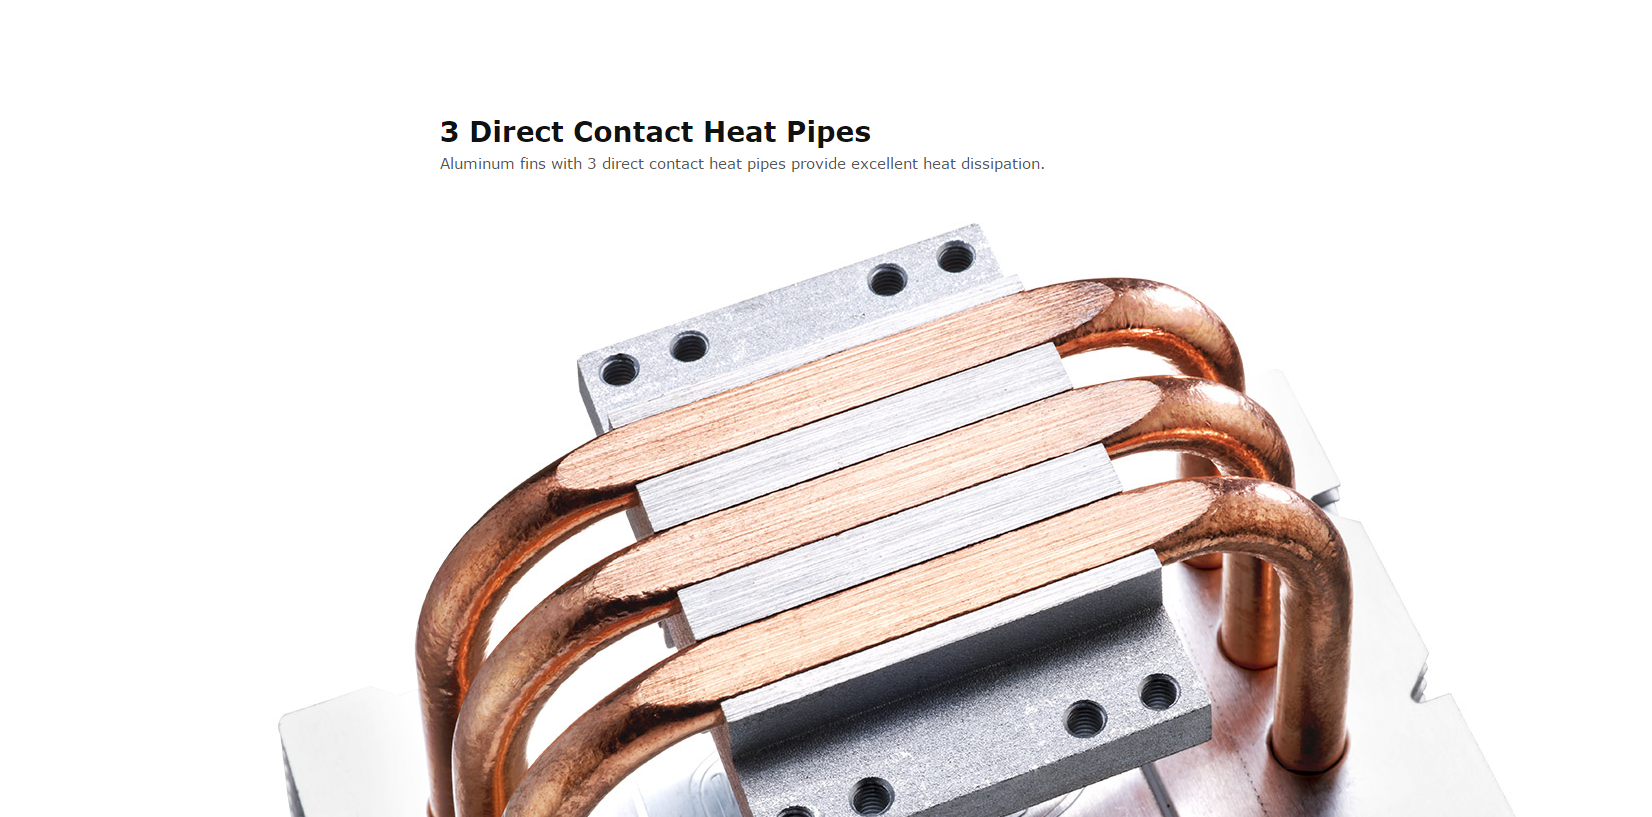 3 Direct Contact Heat Pipes
Aluminum fins with 3 direct contact heat pipes provide excellent heat dissipation.